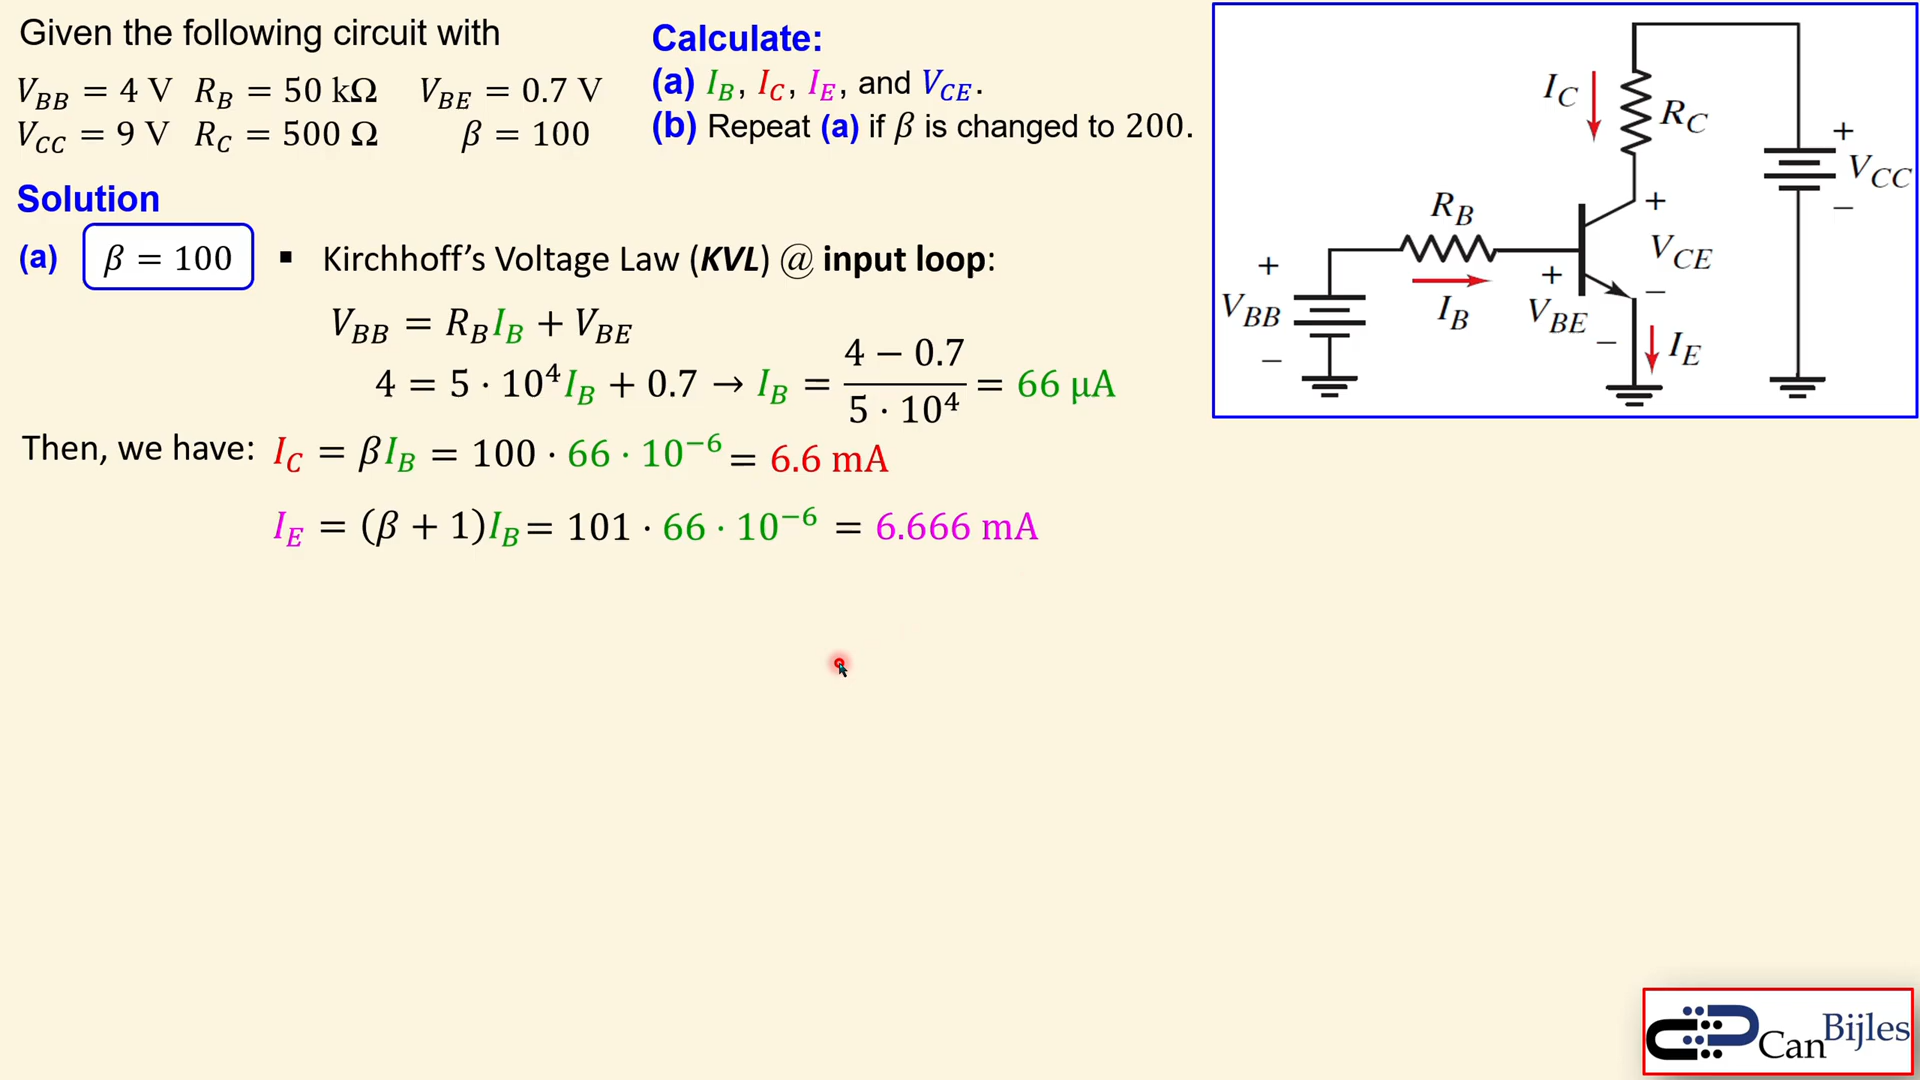 Given the following circuit with
V_BB = 4 V R_B = 50 kΩ V_BE = 0.7 V
V_CC = 9 V R_C = 500 Ω β = 100
Calculate:
(a) I_B, I_C, I_E, and V_CE.
(b) Repeat (a) if β is changed to 200.
Solution
(a) β = 100 ▪ Kirchhoff's Voltage Law (KVL) @ input loop:
V_BB = R_B I_B + V_BE
4 = 5 · 10⁴ I_B + 0.7 → I_B = (4 − 0.7) / (5 · 10⁴) = 66 μA
Then, we have: I_C = βI_B = 100 · 66 · 10⁻⁶ = 6.6 mA
I_E = (β + 1)I_B = 101 · 66 · 10⁻⁶ = 6.666 mA
I_C R_C
+ V_CC −
R_B
+ V_CE −
+ V_BB −
I_B
+ V_BE −
I_E
Can Bijles